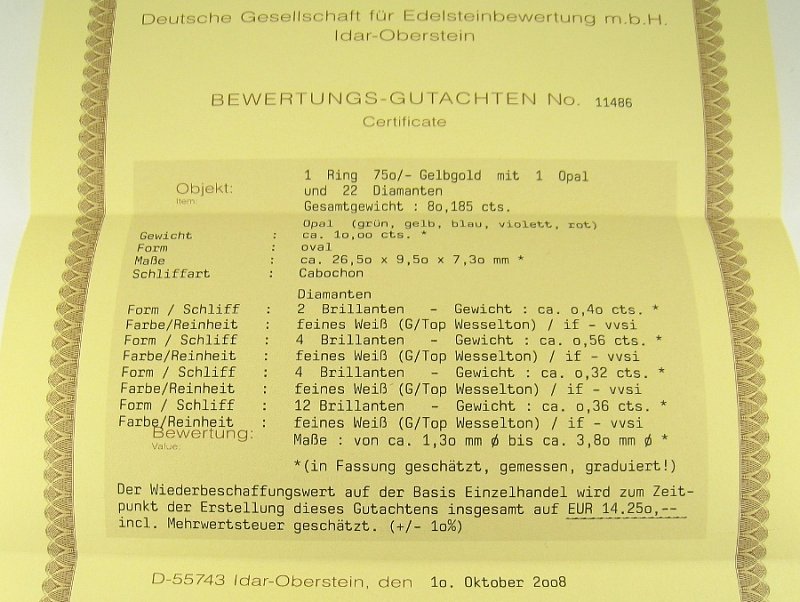 Deutsche Gesellschaft für Edelsteinbewertung m.b.H.
Idar-Oberstein
BEWERTUNGS-GUTACHTEN No. 11486
Certificate
Objekt: 1 Ring 75o/- Gelbgold mit 1 Opal
Item: und 22 Diamanten
Gesamtgewicht : 8o,185 cts.
Opal (grün, gelb, blau, violett, rot)
Gewicht : ca. 1o,oo cts. *
Form : oval
Maße : ca. 26,5o x 9,5o x 7,3o mm *
Schliffart : Cabochon
Diamanten
Form / Schliff : 2 Brillanten - Gewicht : ca. o,4o cts. *
Farbe/Reinheit : feines Weiß (G/Top Wesselton) / if - vvsi
Form / Schliff : 4 Brillanten - Gewicht : ca. o,56 cts. *
Farbe/Reinheit : feines Weiß (G/Top Wesselton) / if - vvsi
Form / Schliff : 4 Brillanten - Gewicht : ca. o,32 cts. *
Farbe/Reinheit : feines Weiß (G/Top Wesselton) / if - vvsi
Form / Schliff : 12 Brillanten - Gewicht : ca. o,36 cts. *
Farbe/Reinheit : feines Weiß (G/Top Wesselton) / if - vvsi
Bewertung: Maße : von ca. 1,3o mm ø bis ca. 3,8o mm ø *
Value:
*(in Fassung geschätzt, gemessen, graduiert!)
Der Wiederbeschaffungswert auf der Basis Einzelhandel wird zum Zeit-
punkt der Erstellung dieses Gutachtens insgesamt auf EUR 14.25o,--
incl. Mehrwertsteuer geschätzt. (+/- 1o%)
D-55743 Idar-Oberstein, den 1o. Oktober 2oo8